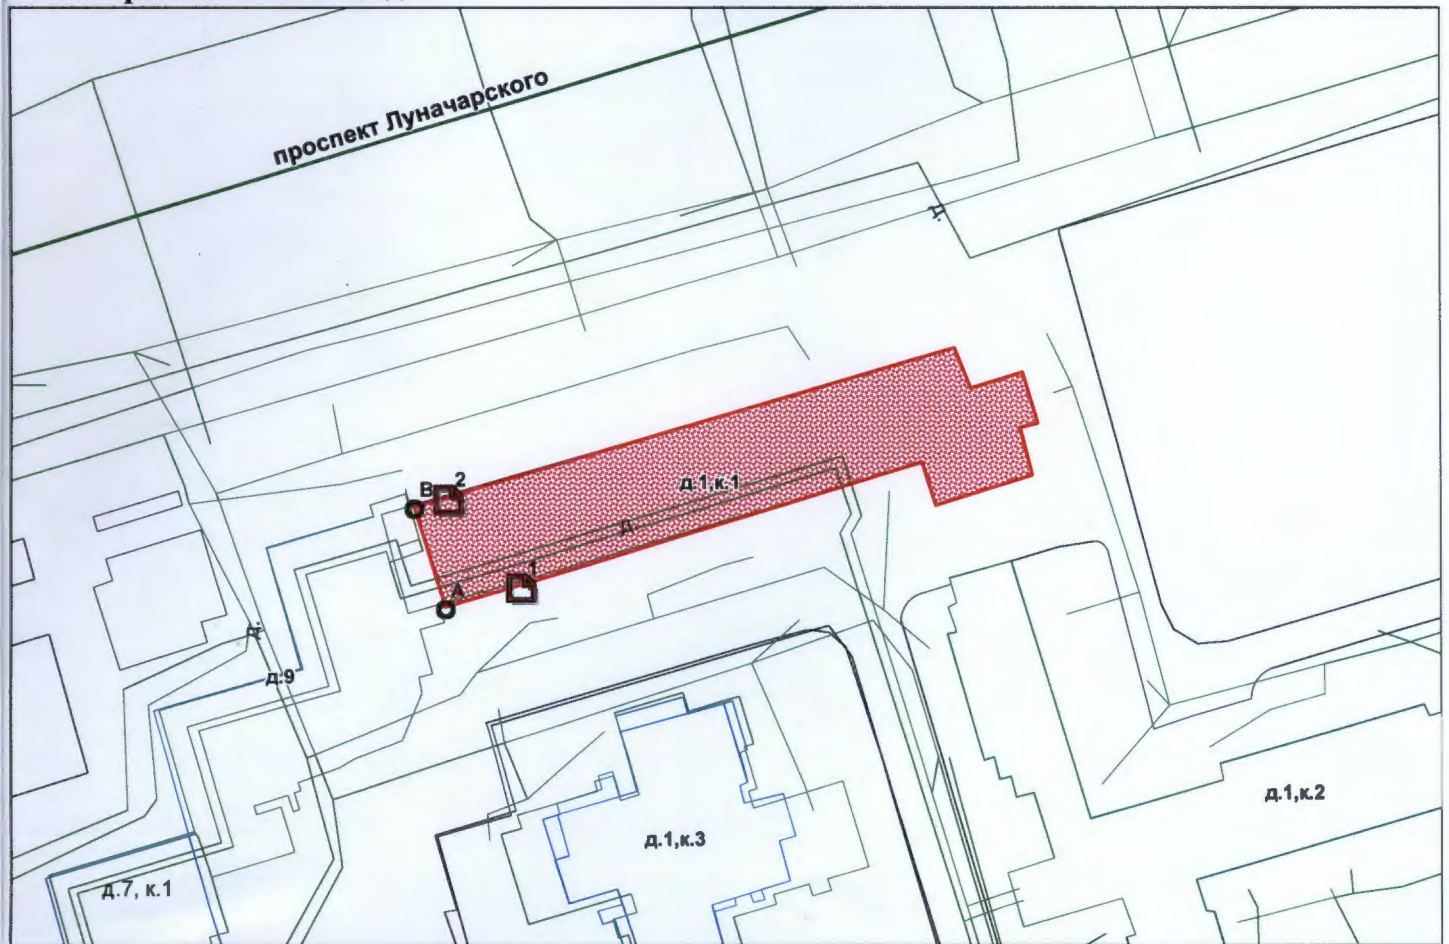 проспект Луначарского
Д.
В
2
д.1,к.1
Д
1
А
д.9
д.1,к.2
д.1,к.3
д.7, к.1